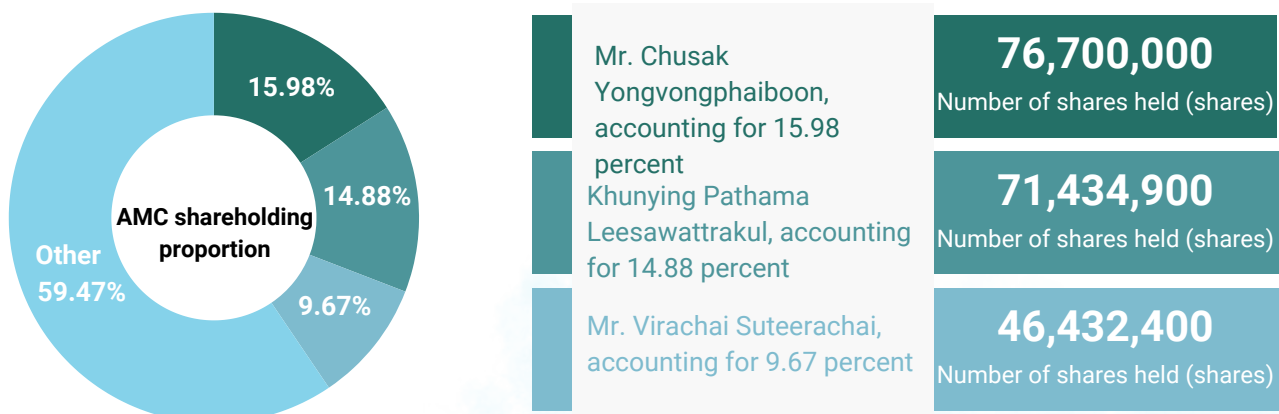 15.98%
14.88%
9.67%
Other
59.47%
AMC shareholding
proportion
Mr. Chusak
Yongvongphaiboon,
accounting for 15.98
percent
76,700,000
Number of shares held (shares)
Khunying Pathama
Leesawattrakul, accounting
for 14.88 percent
71,434,900
Number of shares held (shares)
Mr. Virachai Suteerachai,
accounting for 9.67 percent
46,432,400
Number of shares held (shares)